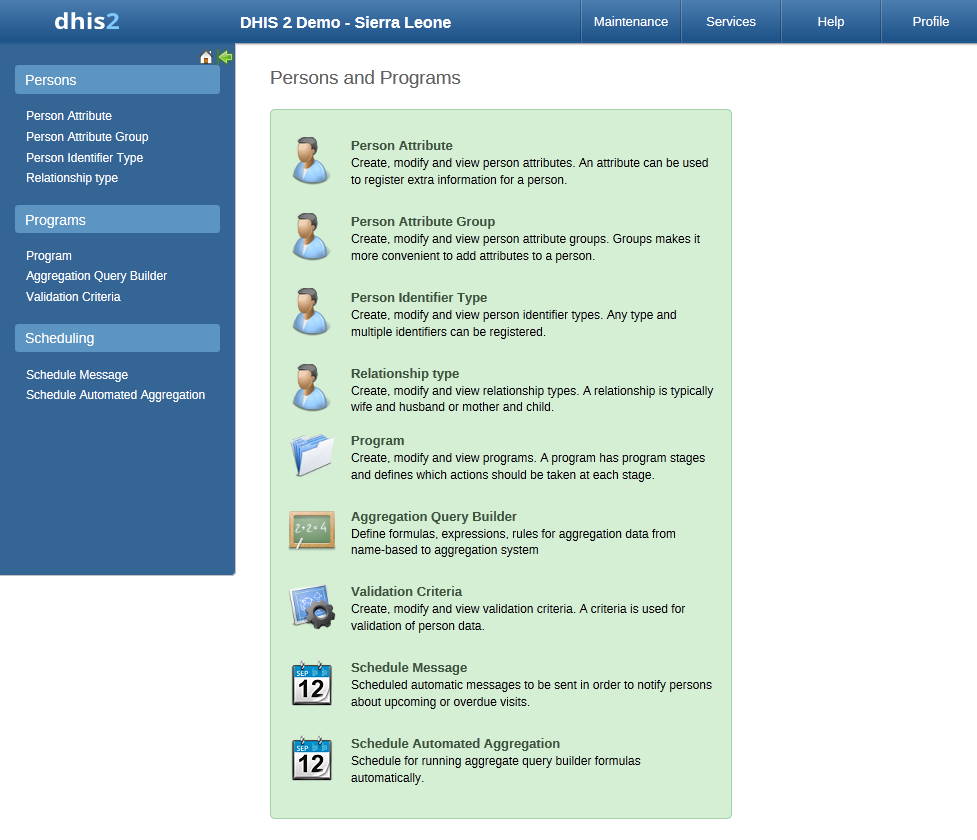 dhis2
DHIS 2 Demo - Sierra Leone
Maintenance
Services
Help
Profile
Persons
Person Attribute
Person Attribute Group
Person Identifier Type
Relationship type
Programs
Program
Aggregation Query Builder
Validation Criteria
Scheduling
Schedule Message
Schedule Automated Aggregation
Persons and Programs
Person Attribute
Create, modify and view person attributes. An attribute can be used
to register extra information for a person.
Person Attribute Group
Create, modify and view person attribute groups. Groups makes it
more convenient to add attributes to a person.
Person Identifier Type
Create, modify and view person identifier types. Any type and
multiple identifiers can be registered.
Relationship type
Create, modify and view relationship types. A relationship is typically
wife and husband or mother and child.
Program
Create, modify and view programs. A program has program stages
and defines which actions should be taken at each stage.
2+2=4
Aggregation Query Builder
Define formulas, expressions, rules for aggregation data from
name-based to aggregation system
Validation Criteria
Create, modify and view validation criteria. A criteria is used for
validation of person data.
SEP
12
Schedule Message
Scheduled automatic messages to be sent in order to notify persons
about upcoming or overdue visits.
SEP
12
Schedule Automated Aggregation
Schedule for running aggregate query builder formulas
automatically.